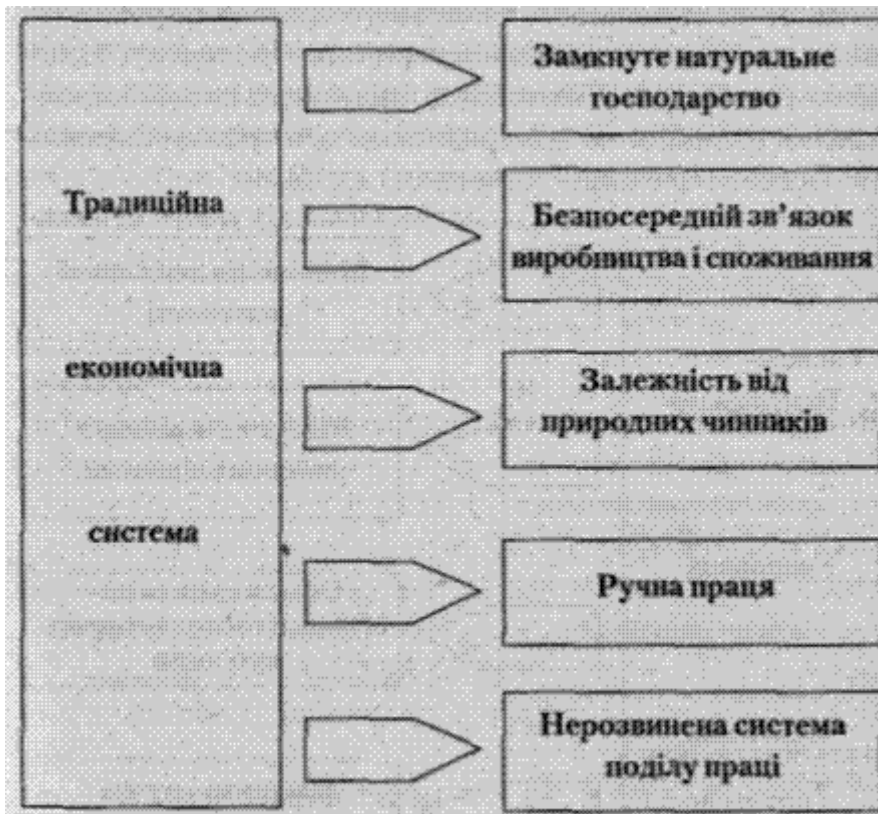 Традиційна
економічна
система
Замкнуте натуральне
господарство
Безпосередній зв’язок
виробництва і споживання
Залежність від
природних чинників
Ручна праця
Нерозвинена система
поділу праці